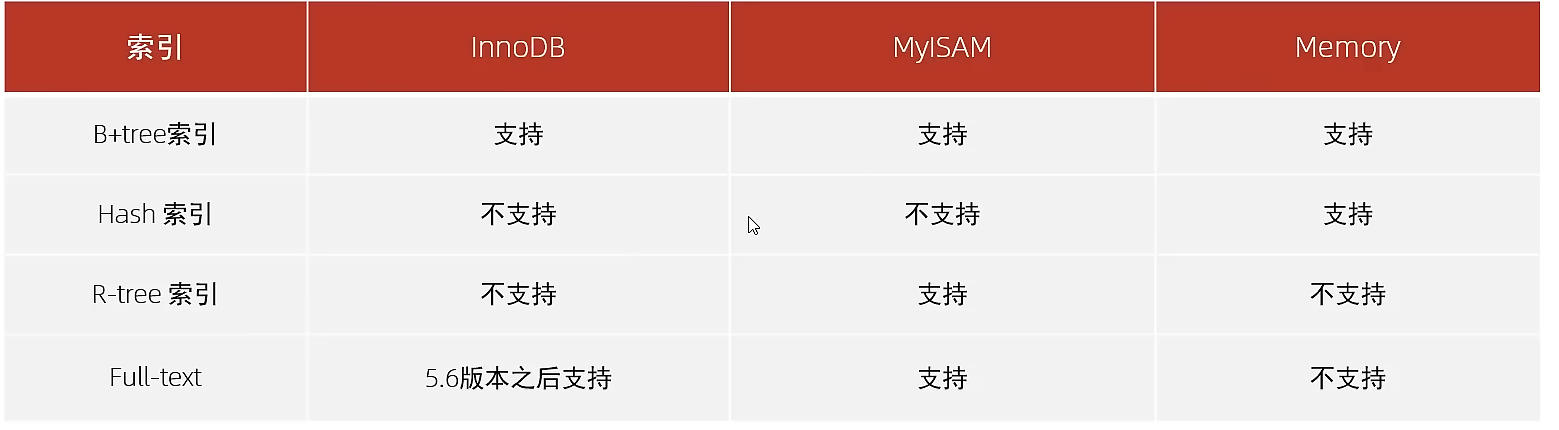 索引 InnoDB MyISAM Memory
B+tree索引 支持 支持 支持
Hash 索引 不支持 不支持 支持
R-tree 索引 不支持 支持 不支持
Full-text 5.6版本之后支持 支持 不支持